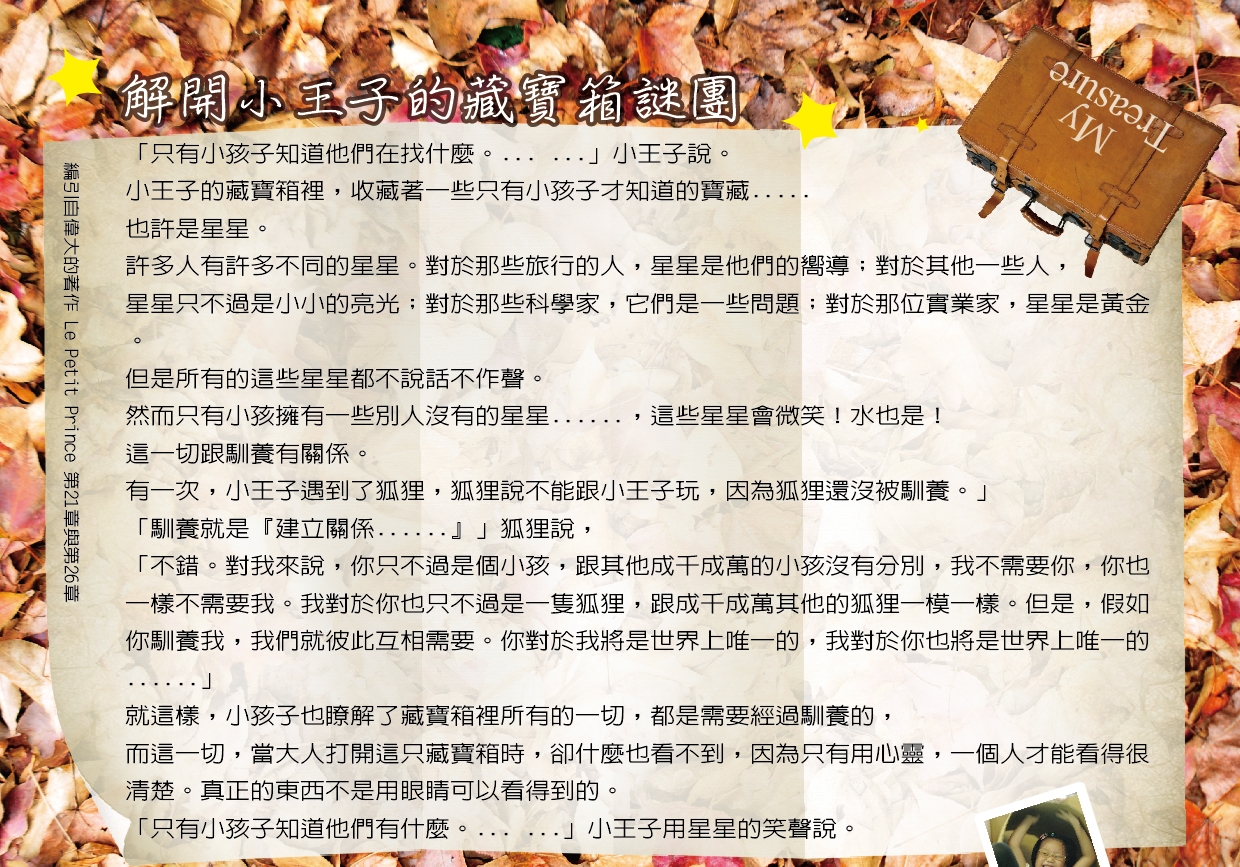 解開小王子的藏寶箱謎團
My
Treasure
「只有小孩子知道他們在找什麼。... ...」小王子說。
小王子的藏寶箱裡，收藏著一些只有小孩子才知道的寶藏.....
也許是星星。
許多人有許多不同的星星。對於那些旅行的人，星星是他們的嚮導；對於其他一些人，
星星只不過是小小的亮光；對於那些科學家，它們是一些問題；對於那位實業家，星星是黃金
。
但是所有的這些星星都不說話不作聲。
然而只有小孩擁有一些別人沒有的星星......，這些星星會微笑！水也是！
這一切跟馴養有關係。
有一次，小王子遇到了狐狸，狐狸說不能跟小王子玩，因為狐狸還沒被馴養。」
「馴養就是『建立關係......』」狐狸說，
「不錯。對我來說，你只不過是個小孩，跟其他成千成萬的小孩沒有分別，我不需要你，你也
一樣不需要我。我對於你也只不過是一隻狐狸，跟成千成萬其他的狐狸一模一樣。但是，假如
你馴養我，我們就彼此互相需要。你對於我將是世界上唯一的，我對於你也將是世界上唯一的
......」
就這樣，小孩子也瞭解了藏寶箱裡所有的一切，都是需要經過馴養的，
而這一切，當大人打開這只藏寶箱時，卻什麼也看不到，因為只有用心靈，一個人才能看得很
清楚。真正的東西不是用眼睛可以看得到的。
「只有小孩子知道他們有什麼。... ...」小王子用星星的笑聲說。
編引自偉大的著作 Le Petit Prince 第21章與第26章